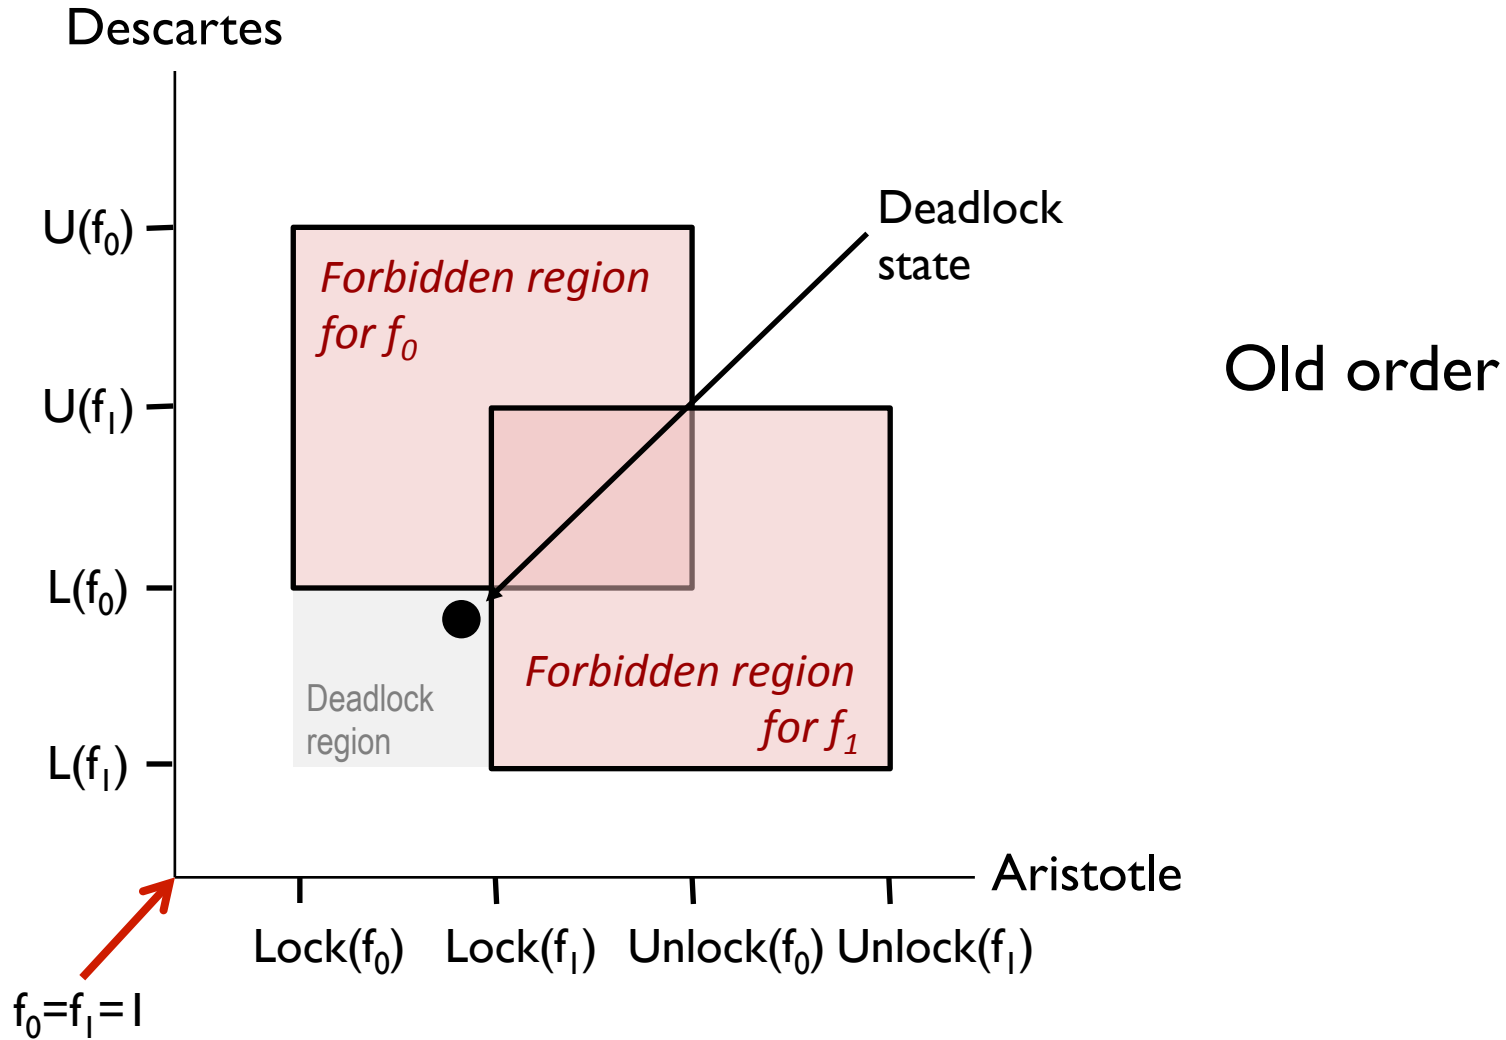 Descartes
U(f₀)
Forbidden region
for f₀
Deadlock
state
Old order
U(f₁)
L(f₀)
Forbidden region
for f₁
Deadlock
region
L(f₁)
Aristotle
Lock(f₀) Lock(f₁) Unlock(f₀) Unlock(f₁)
f₀=f₁=1